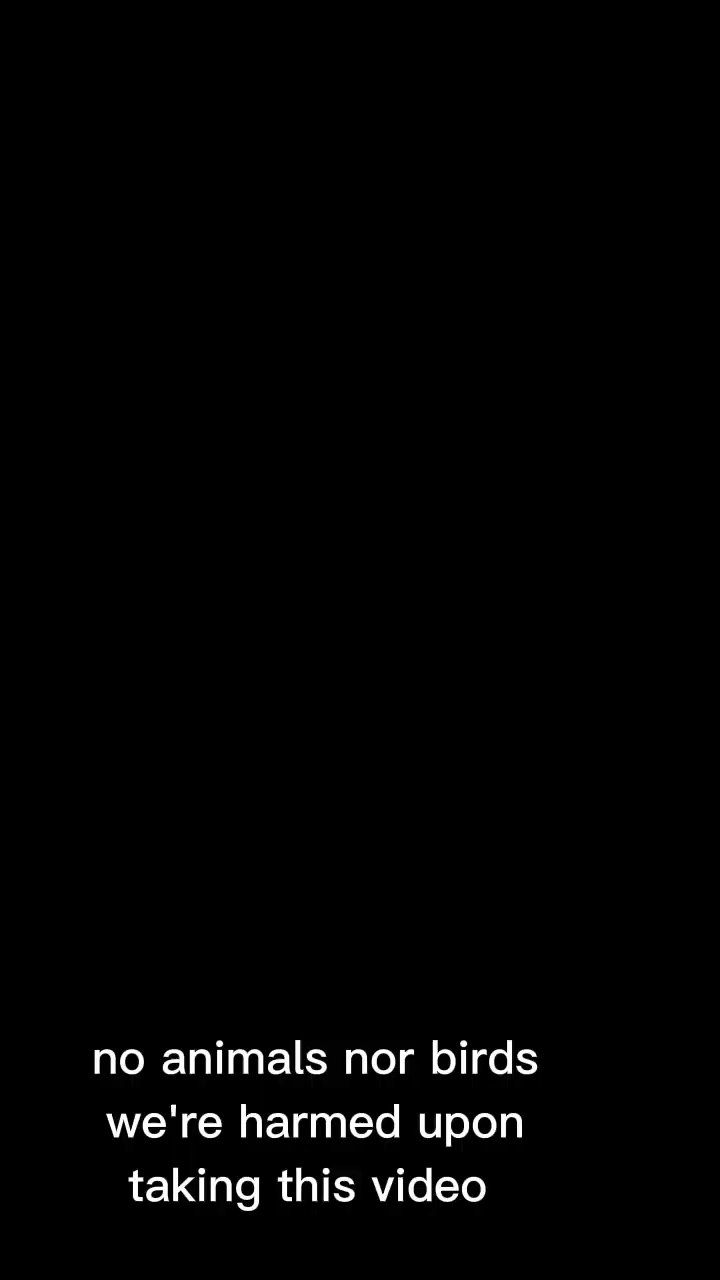 no animals nor birds
we're harmed upon
taking this video